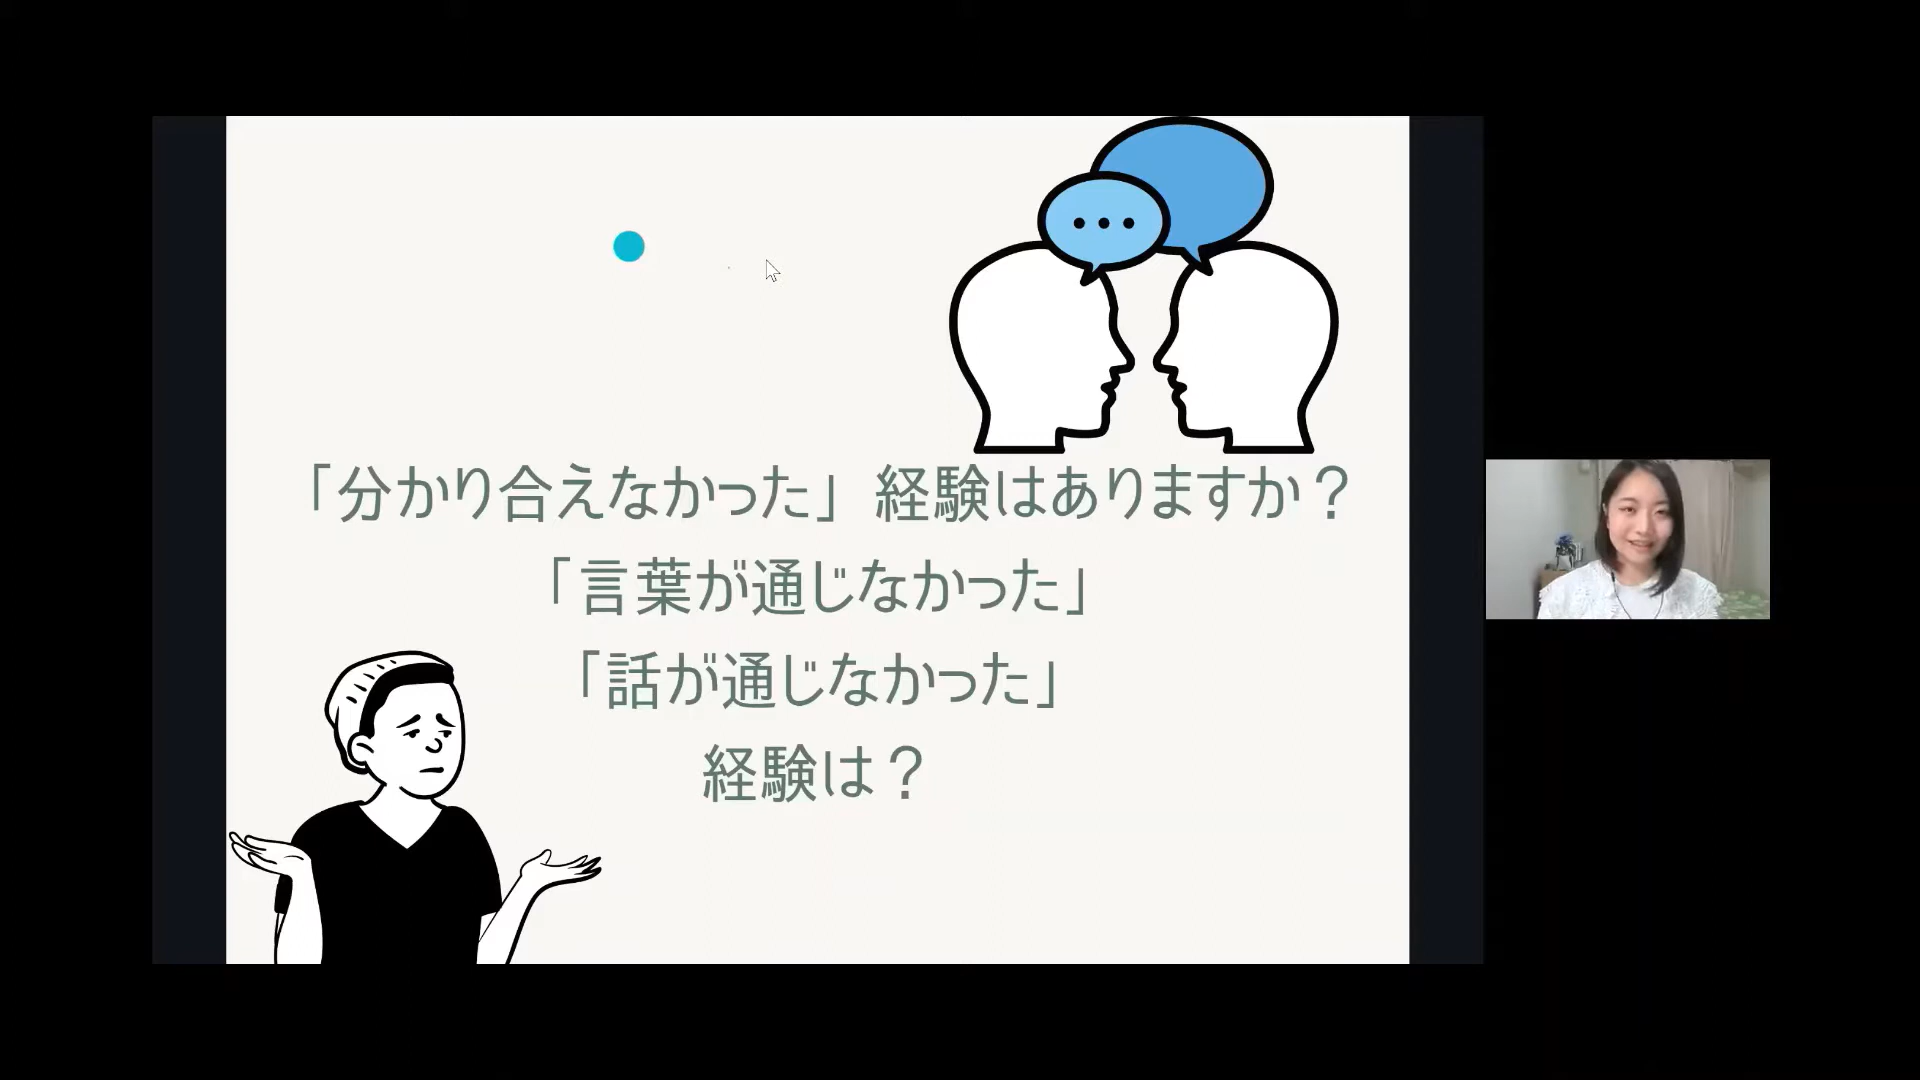 「分かり合えなかった」経験はありますか？
「言葉が通じなかった」
「話が通じなかった」
経験は？